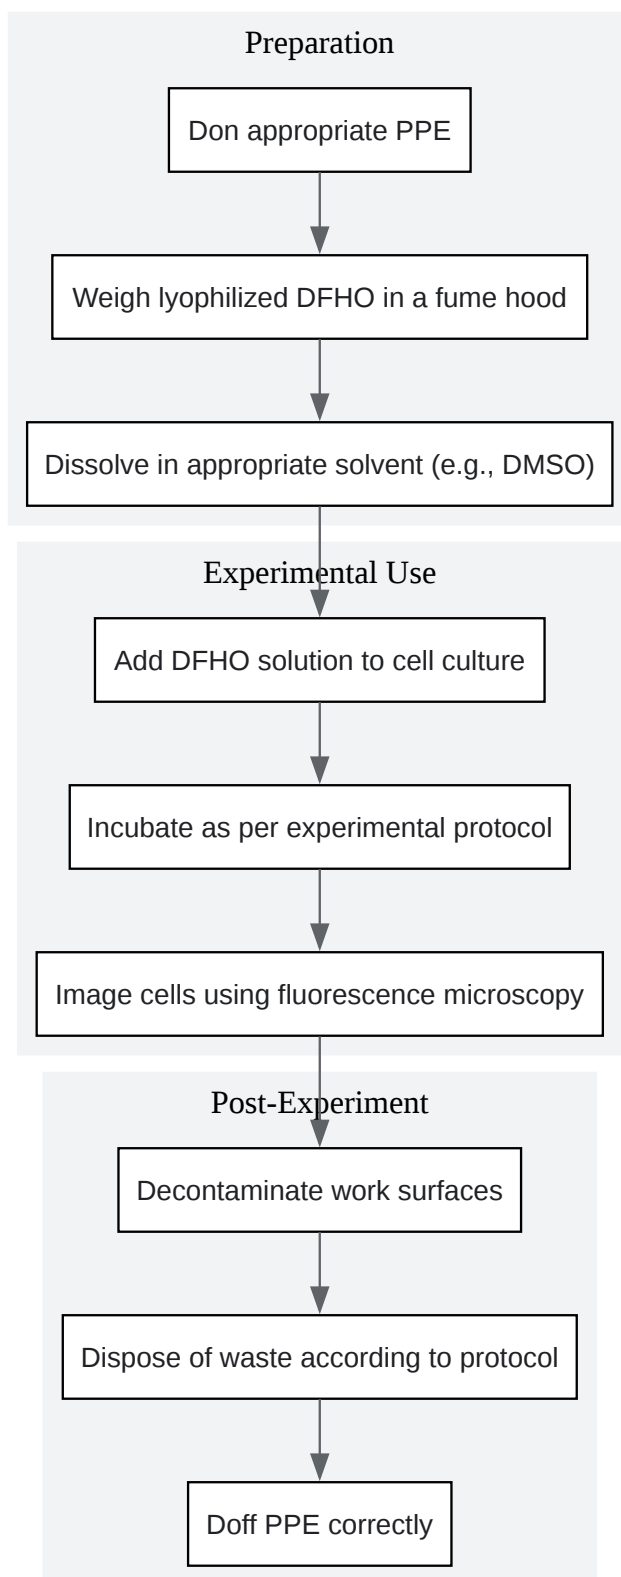 Preparation
Don appropriate PPE
Weigh lyophilized DFHO in a fume hood
Dissolve in appropriate solvent (e.g., DMSO)
Experimental Use
Add DFHO solution to cell culture
Incubate as per experimental protocol
Image cells using fluorescence microscopy
Post-Experiment
Decontaminate work surfaces
Dispose of waste according to protocol
Doff PPE correctly